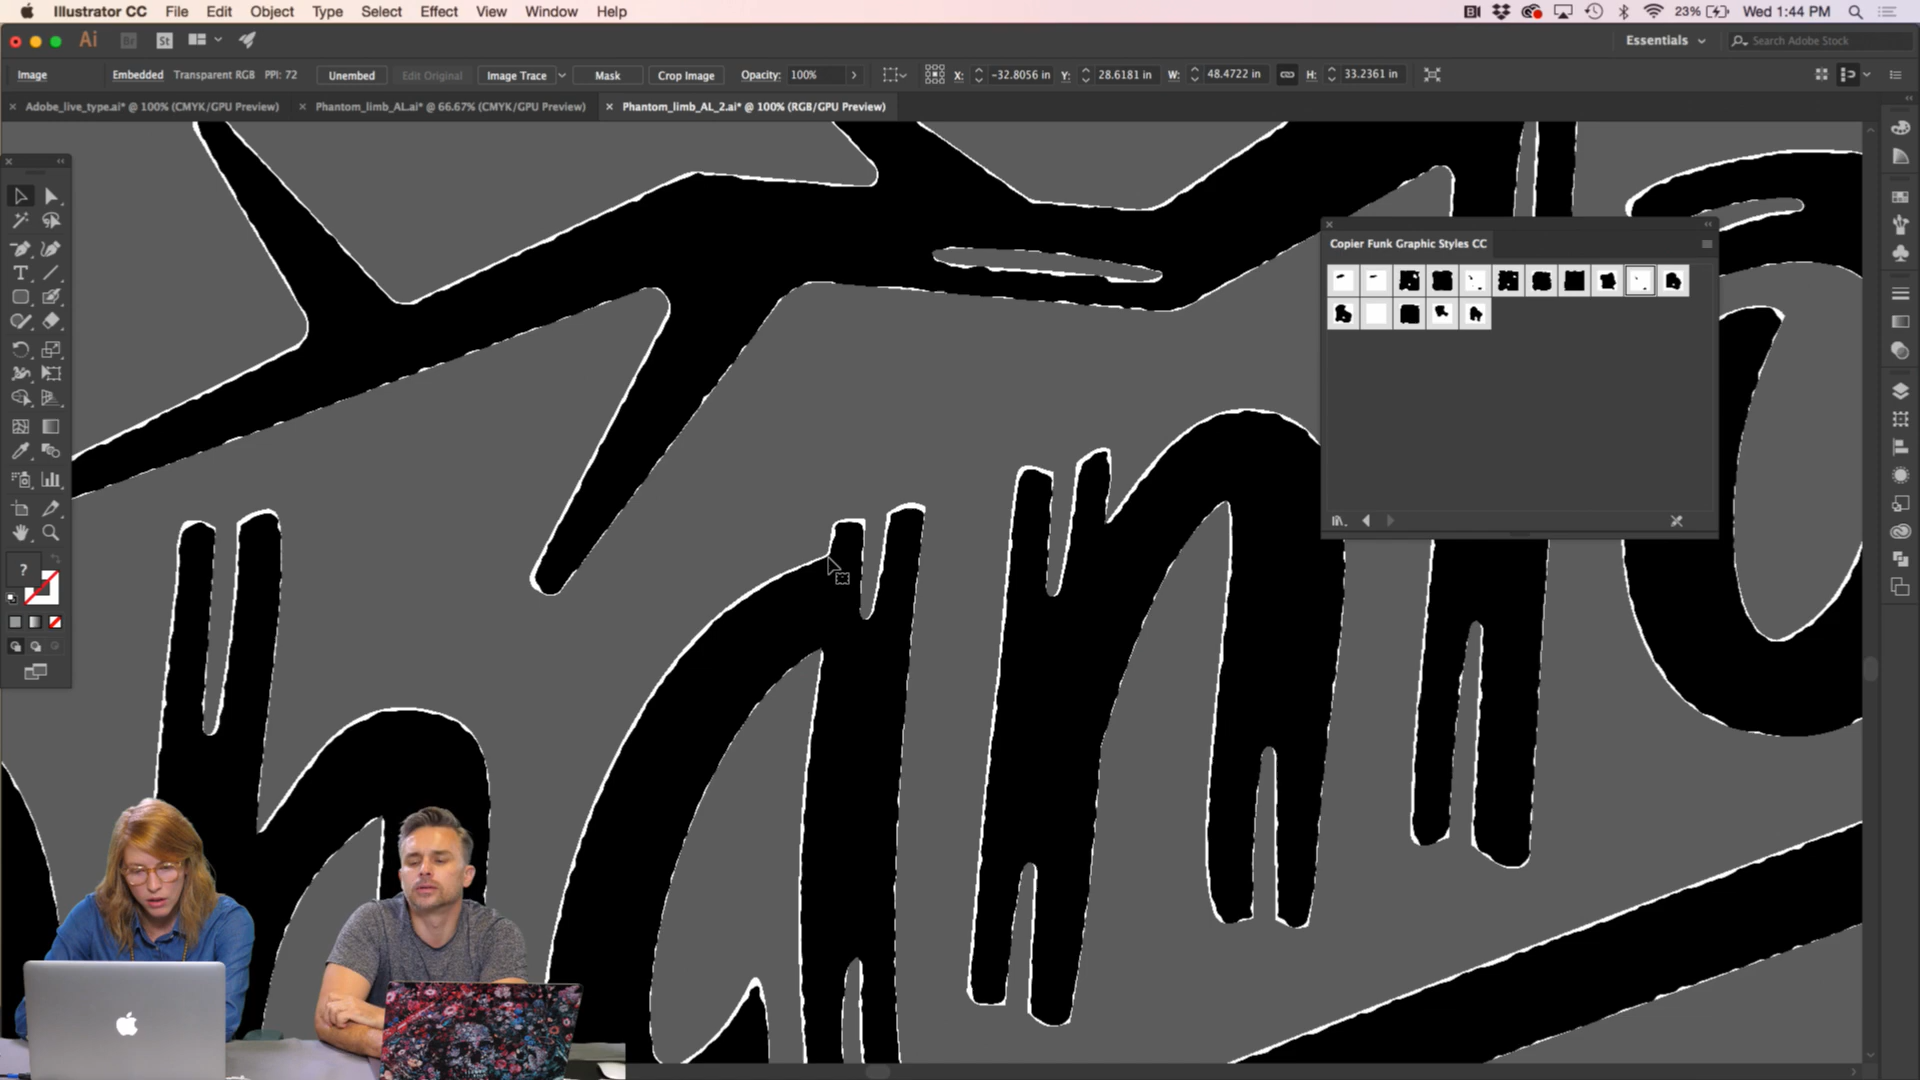 Illustrator CC File Edit Object Type Select Effect View Window Help 23% Wed 1:44 PM
Ai Br St Essentials Search Adobe Stock
Image Embedded Transparent RGB PPI: 72 Unembed Edit Original Image Trace Mask Crop Image Opacity: 100% X: -32.8056 in Y: 28.6181 in W: 48.4722 in H: 33.2361 in
Adobe_live_type.ai* @ 100% (CMYK/GPU Preview) Phantom_limb_AL.ai* @ 66.67% (CMYK/GPU Preview) Phantom_limb_AL_2.ai* @ 100% (RGB/GPU Preview)
Copier Funk Graphic Styles CC
?